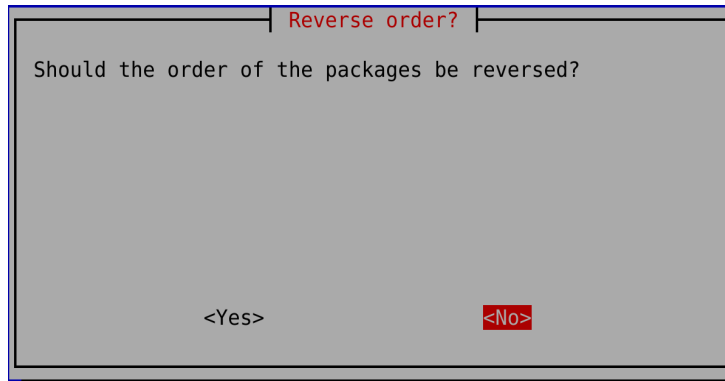 Reverse order?
Should the order of the packages be reversed?
<Yes> <No>